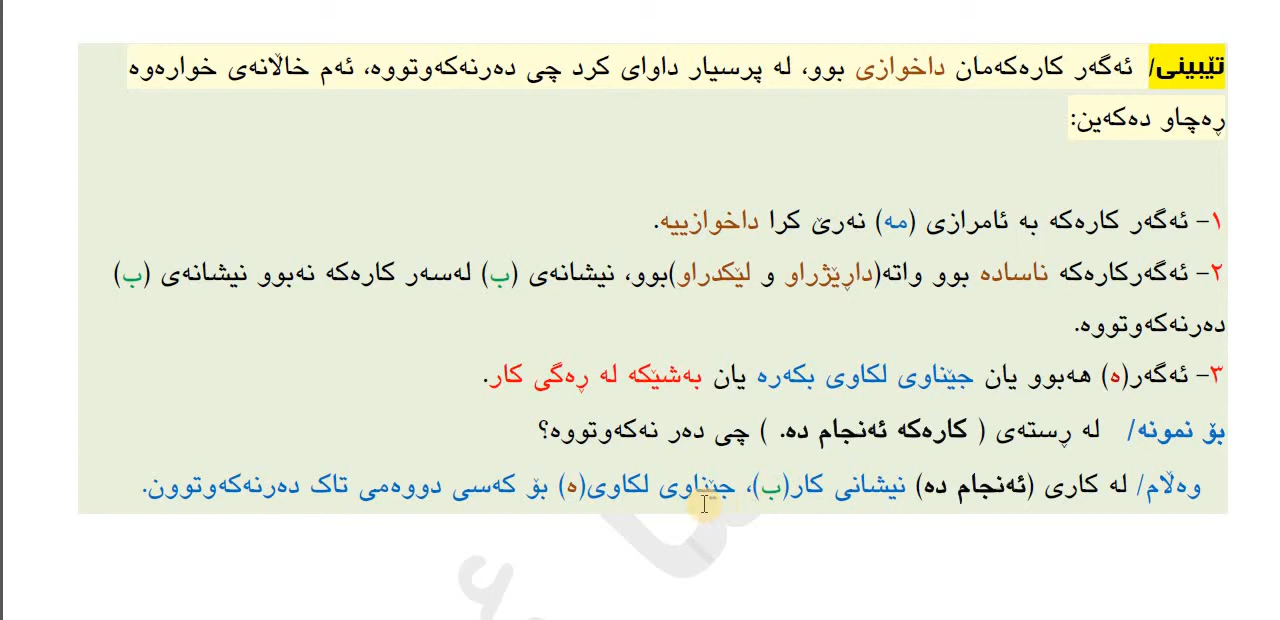 تێبینی/ ئەگەر کارەکەمان داخوازی بوو، لە پرسیار داوای کرد چی دەرنەکەوتووە، ئەم خاڵانەی خوارەوە
ڕەچاو دەکەین:
١- ئەگەر کارەکە بە ئامرازی (مە) نەرێ کرا داخوازییە.
٢- ئەگەرکارەکە ناسادە بوو واتە(داڕێژراو و لێکدراو)بوو، نیشانەی (ب) لەسەر کارەکە نەبوو نیشانەی (ب)
دەرنەکەوتووە.
٣- ئەگەر(ە) هەبوو یان جێناوی لکاوی بکەرە یان بەشێکە لە ڕەگی کار.
بۆ نمونە/ لە ڕستەی ( کارەکە ئەنجام دە. ) چی دەر نەکەوتووە؟
وەڵام/ لە کاری (ئەنجام دە) نیشانی کار(ب)، جێناوی لکاوی(ە) بۆ کەسی دووەمی تاک دەرنەکەوتوون.